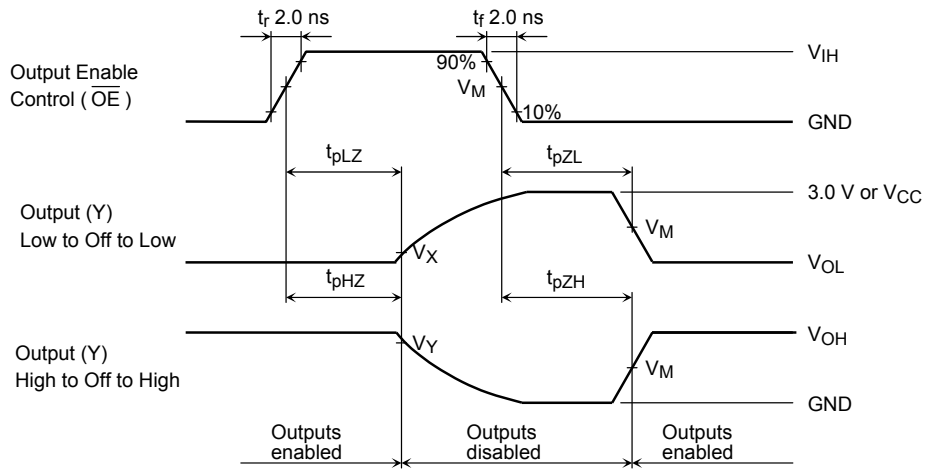 tr 2.0 ns
tf 2.0 ns
Output Enable
Control ( OE )
90%
VM
10%
VIH
GND
tpLZ
tpZL
3.0 V or VCC
Output (Y)
Low to Off to Low
VX
VM
VOL
tpHZ
tpZH
Output (Y)
High to Off to High
VY
VM
VOH
GND
Outputs
enabled
Outputs
disabled
Outputs
enabled